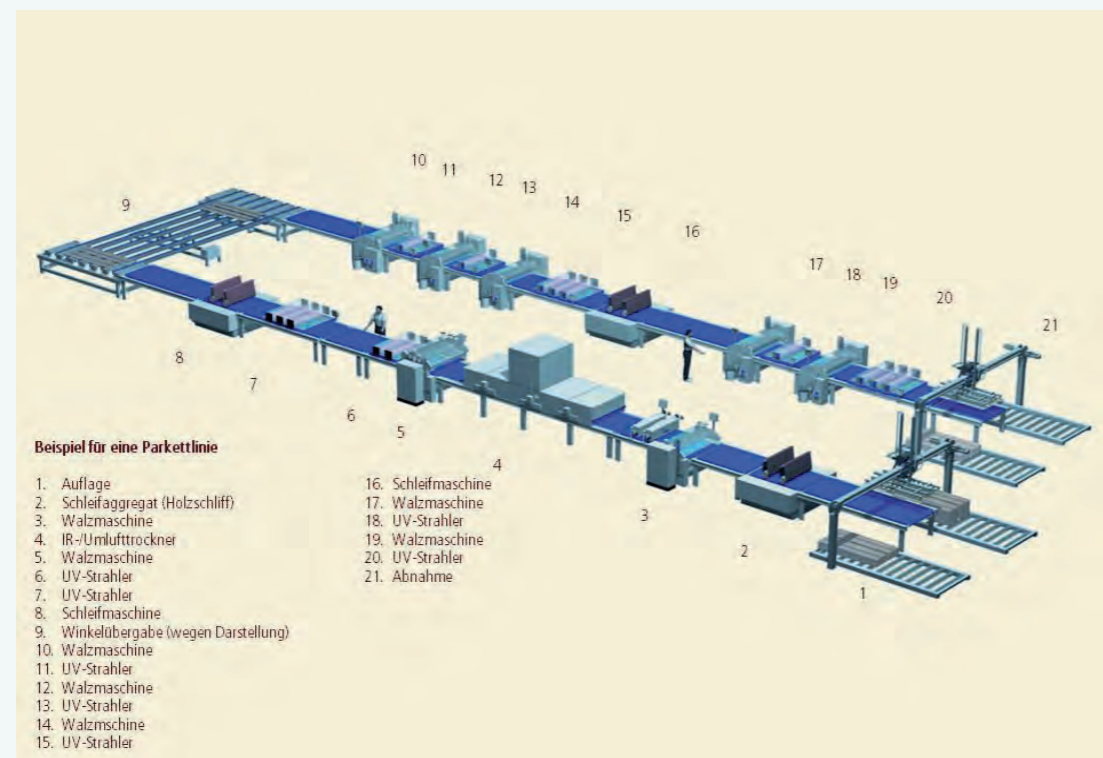 10
11
12
13
14
15
16
17
18
19
20
21
9
8
7
6
5
4
3
2
1
Beispiel für eine Parkettlinie
1. Auflage
2. Schleifaggregat (Holzschliff)
3. Walzmaschine
4. IR-/Umlufttrockner
5. Walzmaschine
6. UV-Strahler
7. UV-Strahler
8. Schleifmaschine
9. Winkelübergabe (wegen Darstellung)
10. Walzmaschine
11. UV-Strahler
12. Walzmaschine
13. UV-Strahler
14. Walzmschine
15. UV-Strahler
16. Schleifmaschine
17. Walzmaschine
18. UV-Strahler
19. Walzmaschine
20. UV-Strahler
21. Abnahme